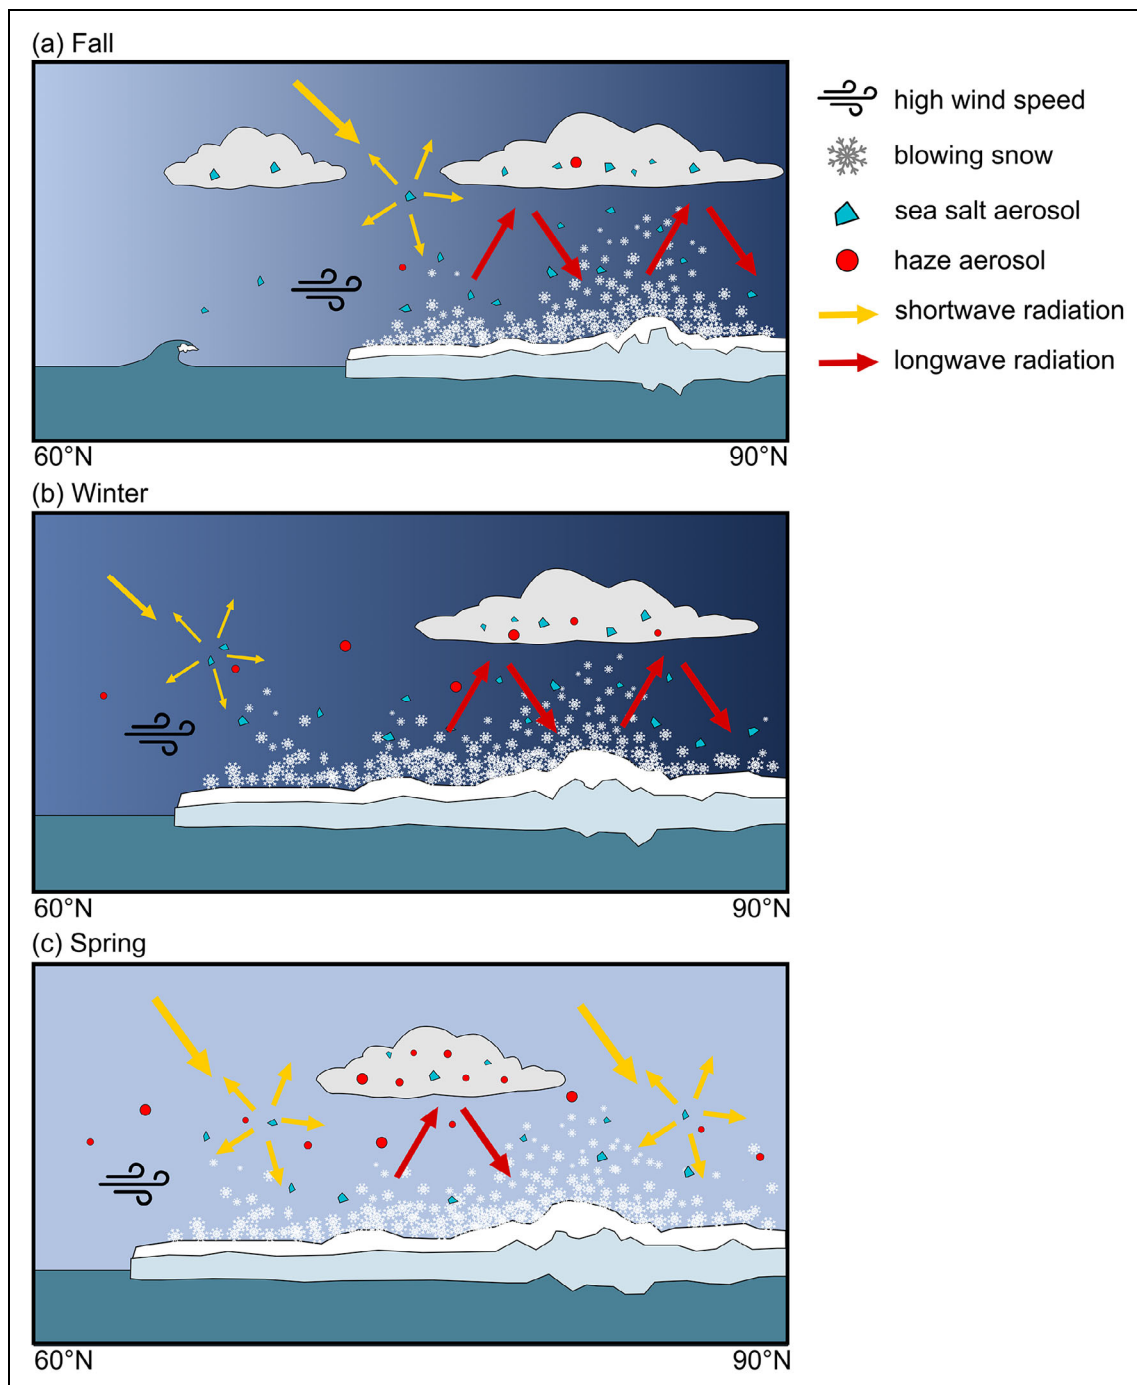 (a) Fall
high wind speed
blowing snow
sea salt aerosol
haze aerosol
shortwave radiation
longwave radiation
60°N 90°N
(b) Winter
60°N 90°N
(c) Spring
60°N 90°N